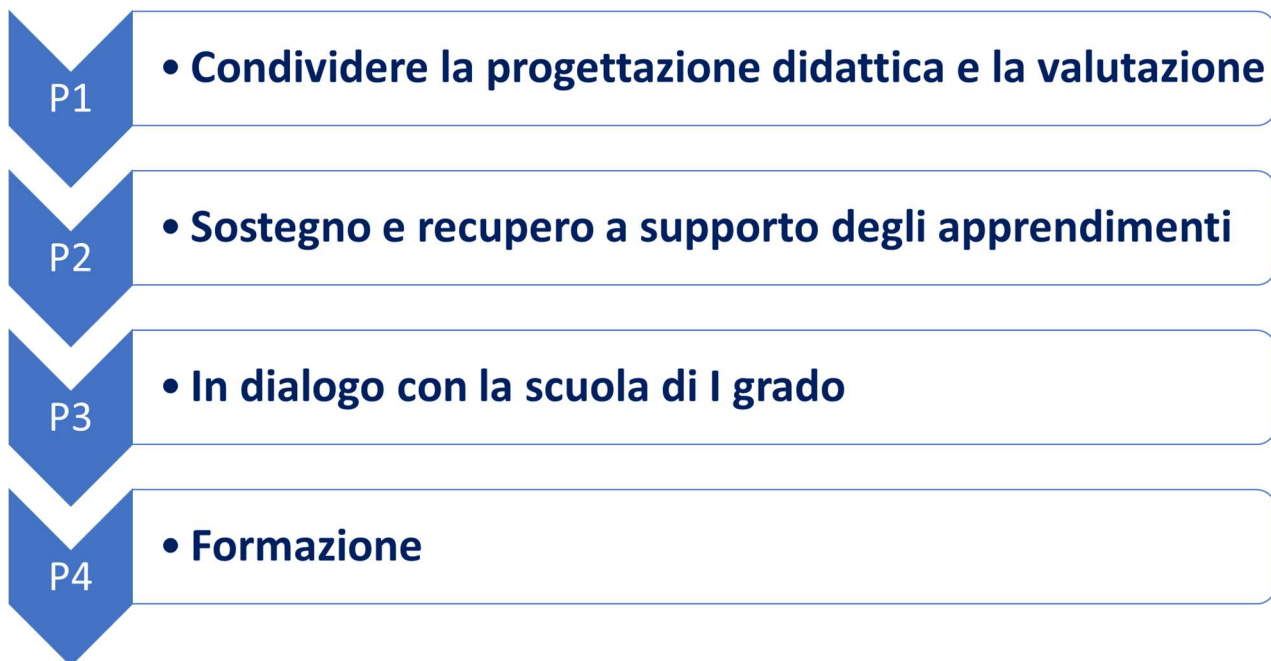 P1
• Condividere la progettazione didattica e la valutazione
P2
• Sostegno e recupero a supporto degli apprendimenti
P3
• In dialogo con la scuola di I grado
P4
• Formazione